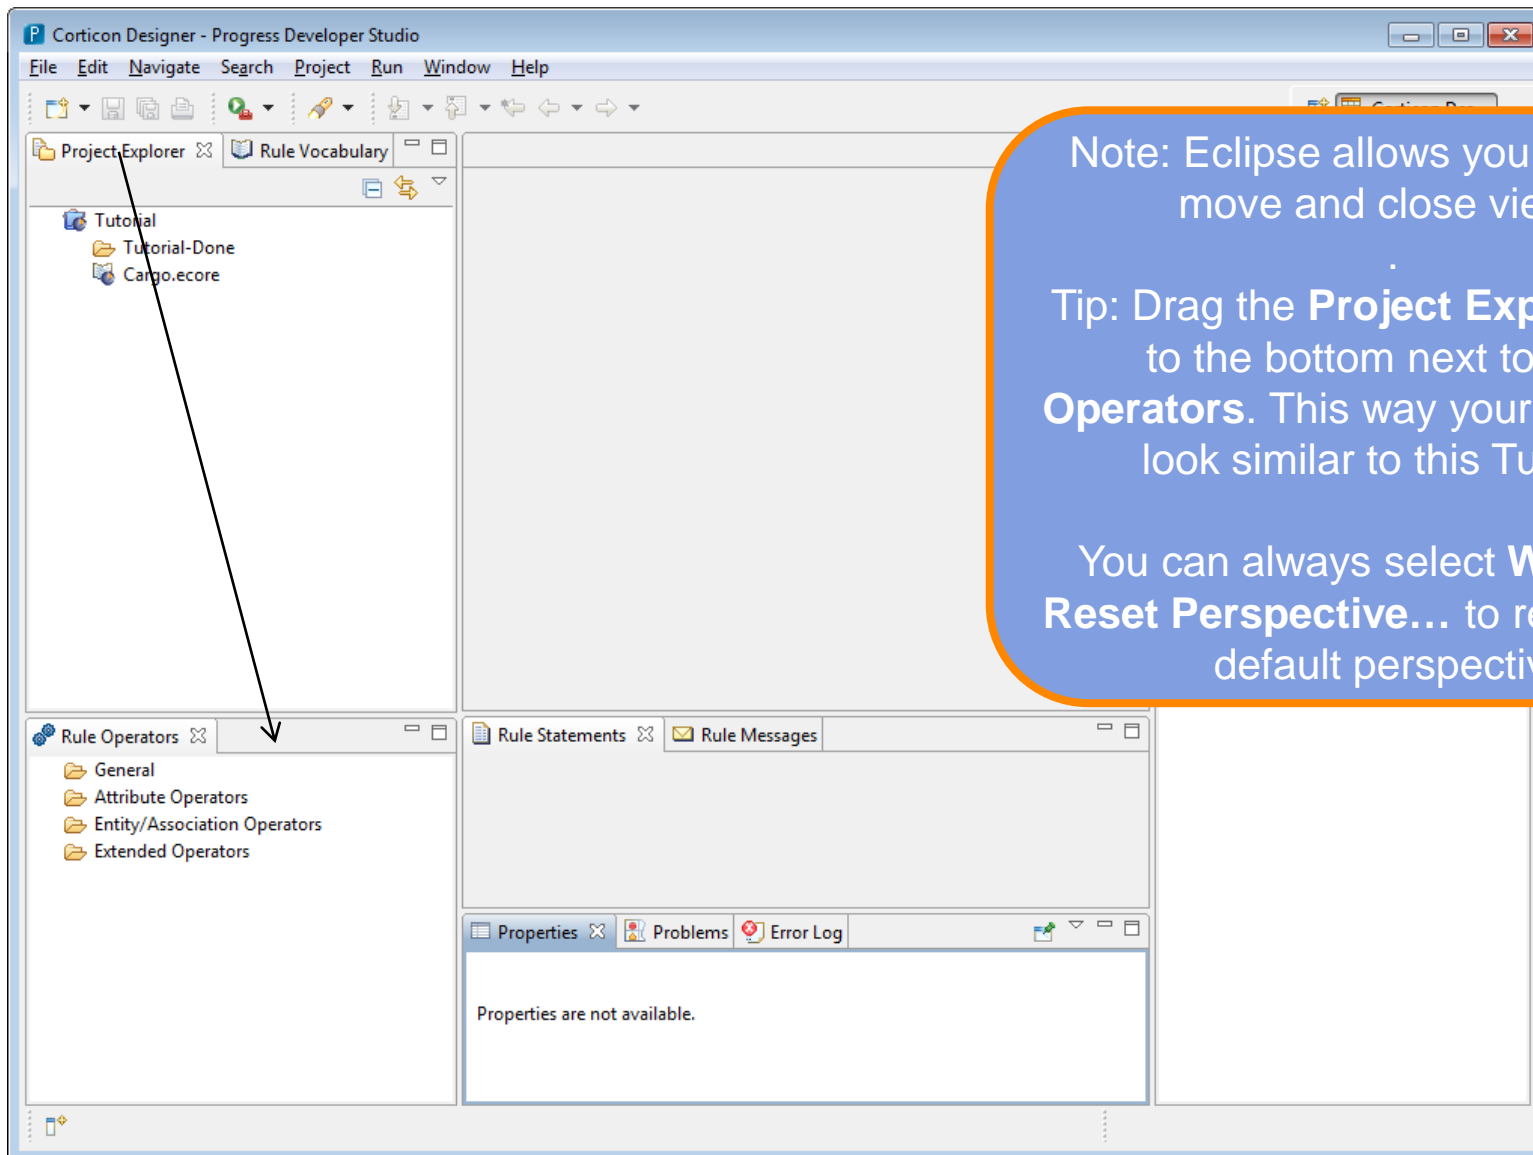 Corticon Designer - Progress Developer Studio
File Edit Navigate Search Project Run Window Help
Project Explorer Rule Vocabulary
Tutorial
Tutorial-Done
Cargo.ecore
Note: Eclipse allows you
move and close vie
.
Tip: Drag the Project Exp
to the bottom next to
Operators. This way your
look similar to this Tu
You can always select W
Reset Perspective… to re
default perspectiv
Rule Operators
General
Attribute Operators
Entity/Association Operators
Extended Operators
Rule Statements Rule Messages
Properties Problems Error Log
Properties are not available.